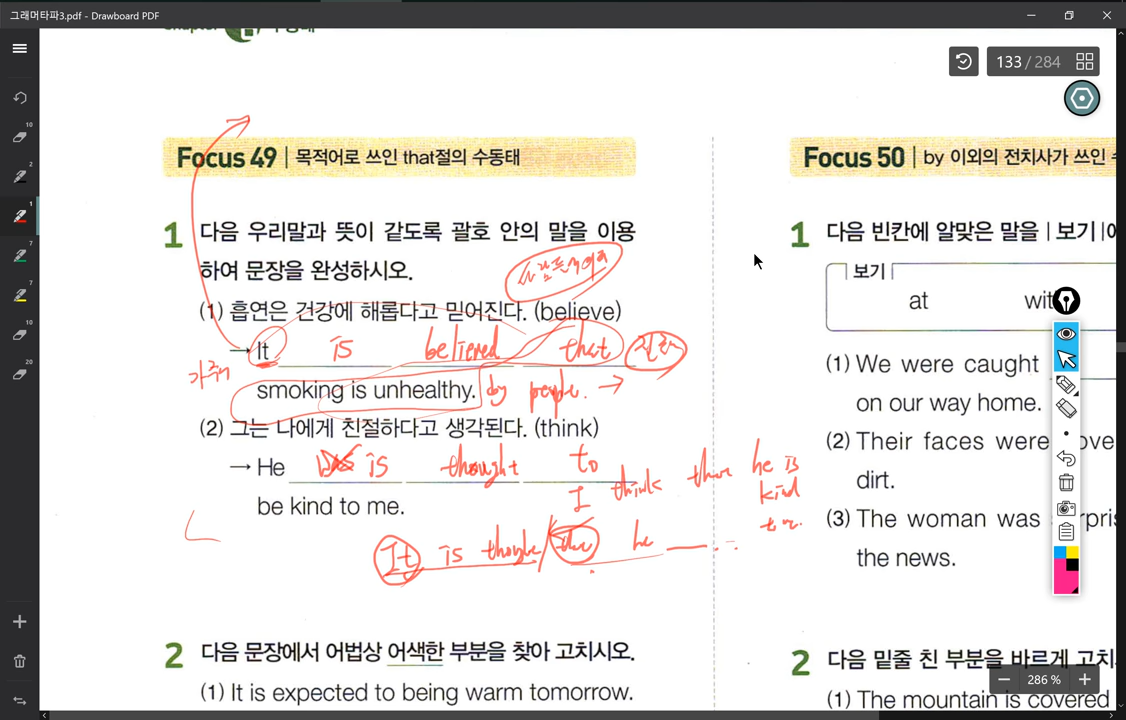 그래머타파3.pdf - Drawboard PDF
133 / 284
Focus 49 | 목적어로 쓰인 that절의 수동태
1 다음 우리말과 뜻이 같도록 괄호 안의 말을 이용
하여 문장을 완성하시오.
(1) 흡연은 건강에 해롭다고 믿어진다. (believe)
→ It is believed that
가주어
smoking is unhealthy. by people. →
(2) 그는 나에게 친절하다고 생각된다. (think)
→ He is thought to
be kind to me.
I think that he is
kind
It is though he
2 다음 문장에서 어법상 어색한 부분을 찾아 고치시오.
(1) It is expected to being warm tomorrow.
Focus 50 | by 이외의 전치사가 쓰인
1 다음 빈칸에 알맞은 말을 | 보기 |에
보기
at wit
(1) We were caught
on our way home.
(2) Their faces were
dirt.
(3) The woman was surpri
the news.
2 다음 밑줄 친 부분을 바르게 고치
(1) The mountain is covered
286 %